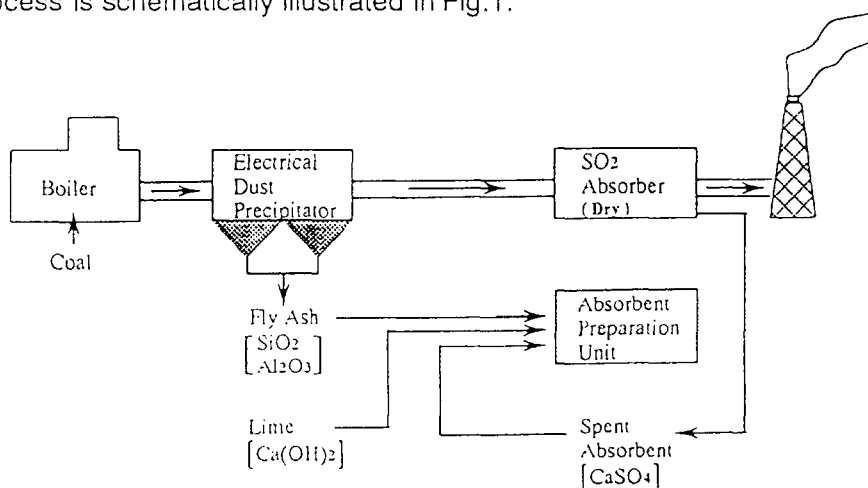 ocess is schematically illustrated in Fig.1.
Boiler
Coal
Electrical
Dust
Precipitator
SO2
Absorber
(Dry)
Fly Ash
[SiO2
Al2O3]
Absorbent
Preparation
Unit
Lime
[Ca(OH)2]
Spent
Absorbent
[CaSO4]